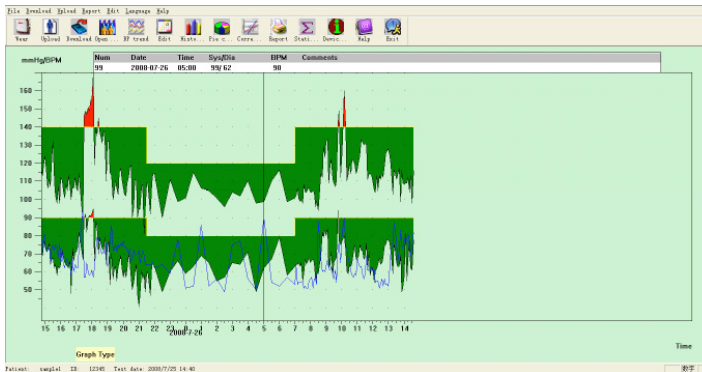 File Download Upload Report Edit Language Help
Wear Upload Download Open... BP trend Edit Histo... Pie c... Corre... Report Stati... Devic... Help Exit
mmHg/BPM
Num Date Time Sys/Dia BPM Comments
99 2008-07-26 05:00 99/ 62 90
160
150
140
130
120
110
100
90
80
70
60
50
15 16 17 18 19 20 21 22 23 0 1 2 3 4 5 6 7 8 9 10 11 12 13 14
2008-7-26
Time
Graph Type
Patient: sample1 ID: 12345 Test date: 2008/7/25 14:40
数字